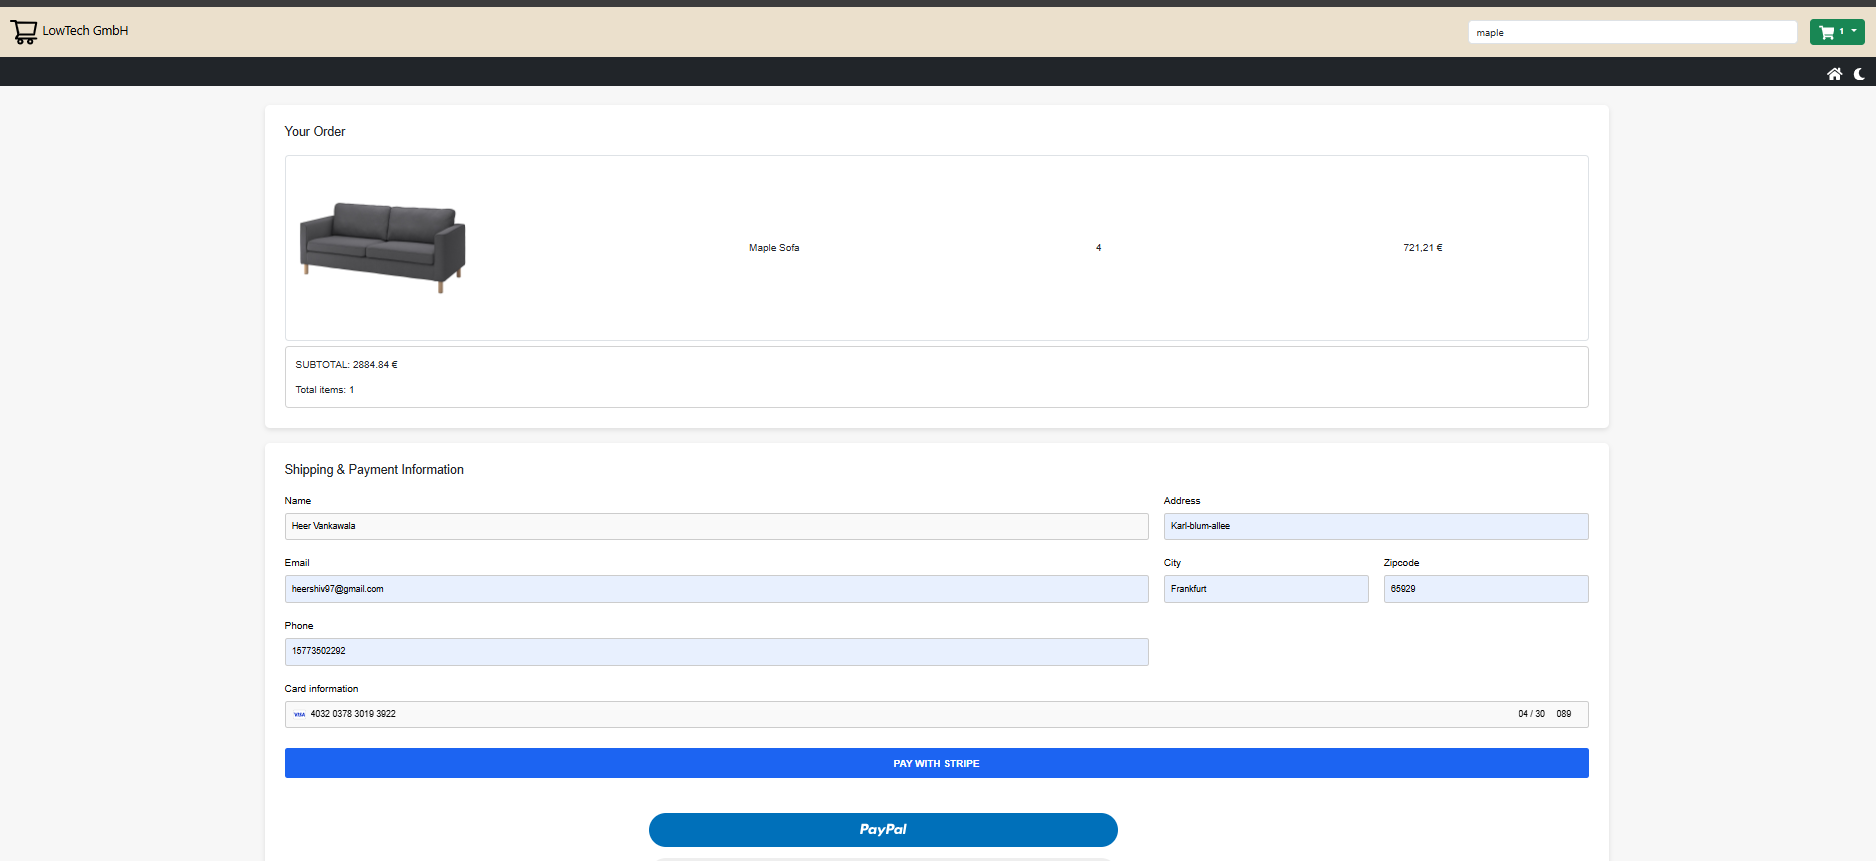 LowTech GmbH
maple
1
Your Order
Maple Sofa 4 721,21 €
SUBTOTAL: 2884.84 €
Total items: 1
Shipping & Payment Information
Name Address
Heer Vankawala Karl-blum-allee
Email City Zipcode
heershiv97@gmail.com Frankfurt 65929
Phone
15773502292
Card information
VISA 4032 0378 3019 3922 04 / 30 089
PAY WITH STRIPE
PayPal